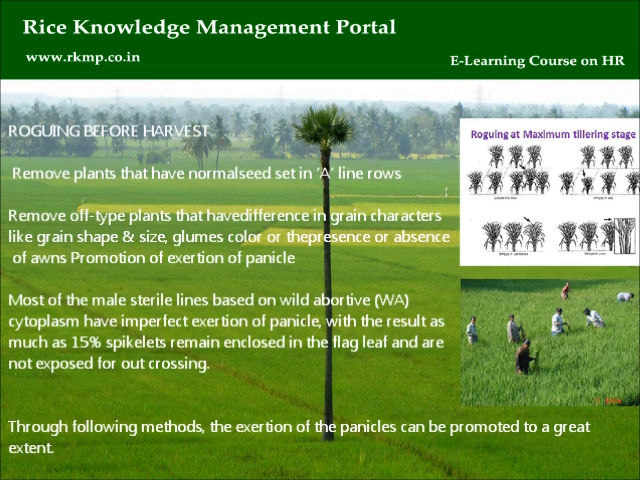 Rice Knowledge Management Portal
www.rkmp.co.in
E-Learning Course on HR
ROGUING BEFORE HARVEST
Remove plants that have normalseed set in ‘A’ line rows
Remove off-type plants that havedifference in grain characters
like grain shape & size, glumes color or thepresence or absence
of awns Promotion of exertion of panicle
Most of the male sterile lines based on wild abortive (WA)
cytoplasm have imperfect exertion of panicle, with the result as
much as 15% spikelets remain enclosed in the flag leaf and are
not exposed for out crossing.
Through following methods, the exertion of the panicles can be promoted to a great
extent.
Roguing at Maximum tillering stage